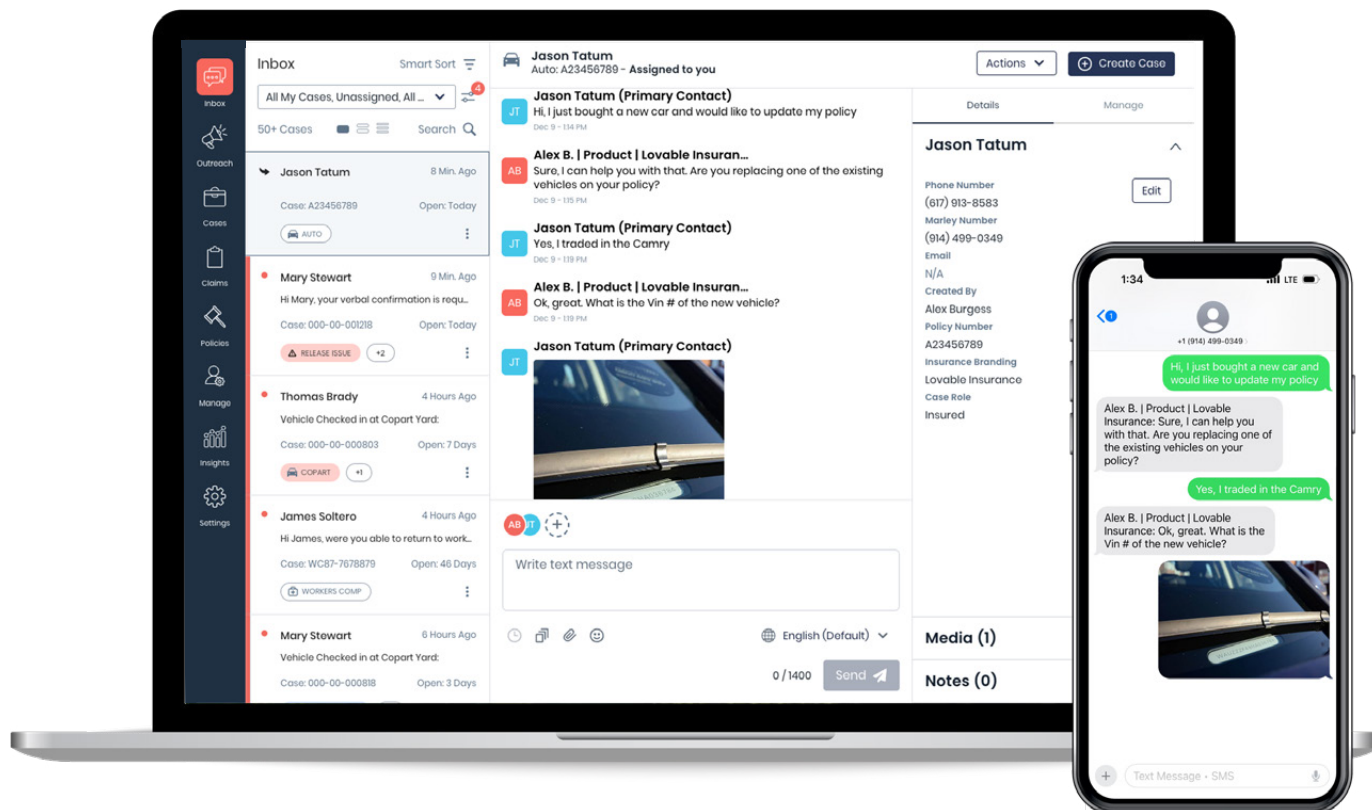 Inbox
Outreach
Cases
Claims
Policies
Manage
Insights
Settings
Inbox
Smart Sort
All My Cases, Unassigned, All ...
4
50+ Cases
Search
Jason Tatum
8 Min. Ago
Case: A23456789
Open: Today
AUTO
Mary Stewart
9 Min. Ago
Hi Mary, your verbal confirmation is requ...
Case: 000-00-001218
Open: Today
RELEASE ISSUE
+2
Thomas Brady
4 Hours Ago
Vehicle Checked in at Copart Yard:
Case: 000-00-000803
Open: 7 Days
COPART
+1
James Soltero
4 Hours Ago
Hi James, were you able to return to work...
Case: WC87-7678879
Open: 46 Days
WORKERS COMP
Mary Stewart
6 Hours Ago
Vehicle Checked in at Copart Yard:
Case: 000-00-000818
Open: 3 Days
Jason Tatum
Auto: A23456789 - Assigned to you
Actions
Create Case
JT
Jason Tatum (Primary Contact)
Hi, I just bought a new car and would like to update my policy
Dec 9 - 1:14 PM
AB
Alex B. | Product | Lovable Insuran...
Sure, I can help you with that. Are you replacing one of the existing
vehicles on your policy?
Dec 9 - 1:15 PM
JT
Jason Tatum (Primary Contact)
Yes, I traded in the Camry
Dec 9 - 1:19 PM
AB
Alex B. | Product | Lovable Insuran...
Ok, great. What is the Vin # of the new vehicle?
Dec 9 - 1:19 PM
JT
Jason Tatum (Primary Contact)
AB
JT
Write text message
English (Default)
0 / 1400
Send
Details
Manage
Jason Tatum
Edit
Phone Number
(617) 913-8583
Marley Number
(914) 499-0349
Email
N/A
Created By
Alex Burgess
Policy Number
A23456789
Insurance Branding
Lovable Insurance
Case Role
Insured
Media (1)
Notes (0)
1:34
LTE
1
+1 (914) 499-0349
Hi, I just bought a new car and
would like to update my policy
Alex B. | Product | Lovable
Insurance: Sure, I can help you
with that. Are you replacing one of
the existing vehicles on your
policy?
Yes, I traded in the Camry
Alex B. | Product | Lovable
Insurance: Ok, great. What is the
Vin # of the new vehicle?
Text Message • SMS